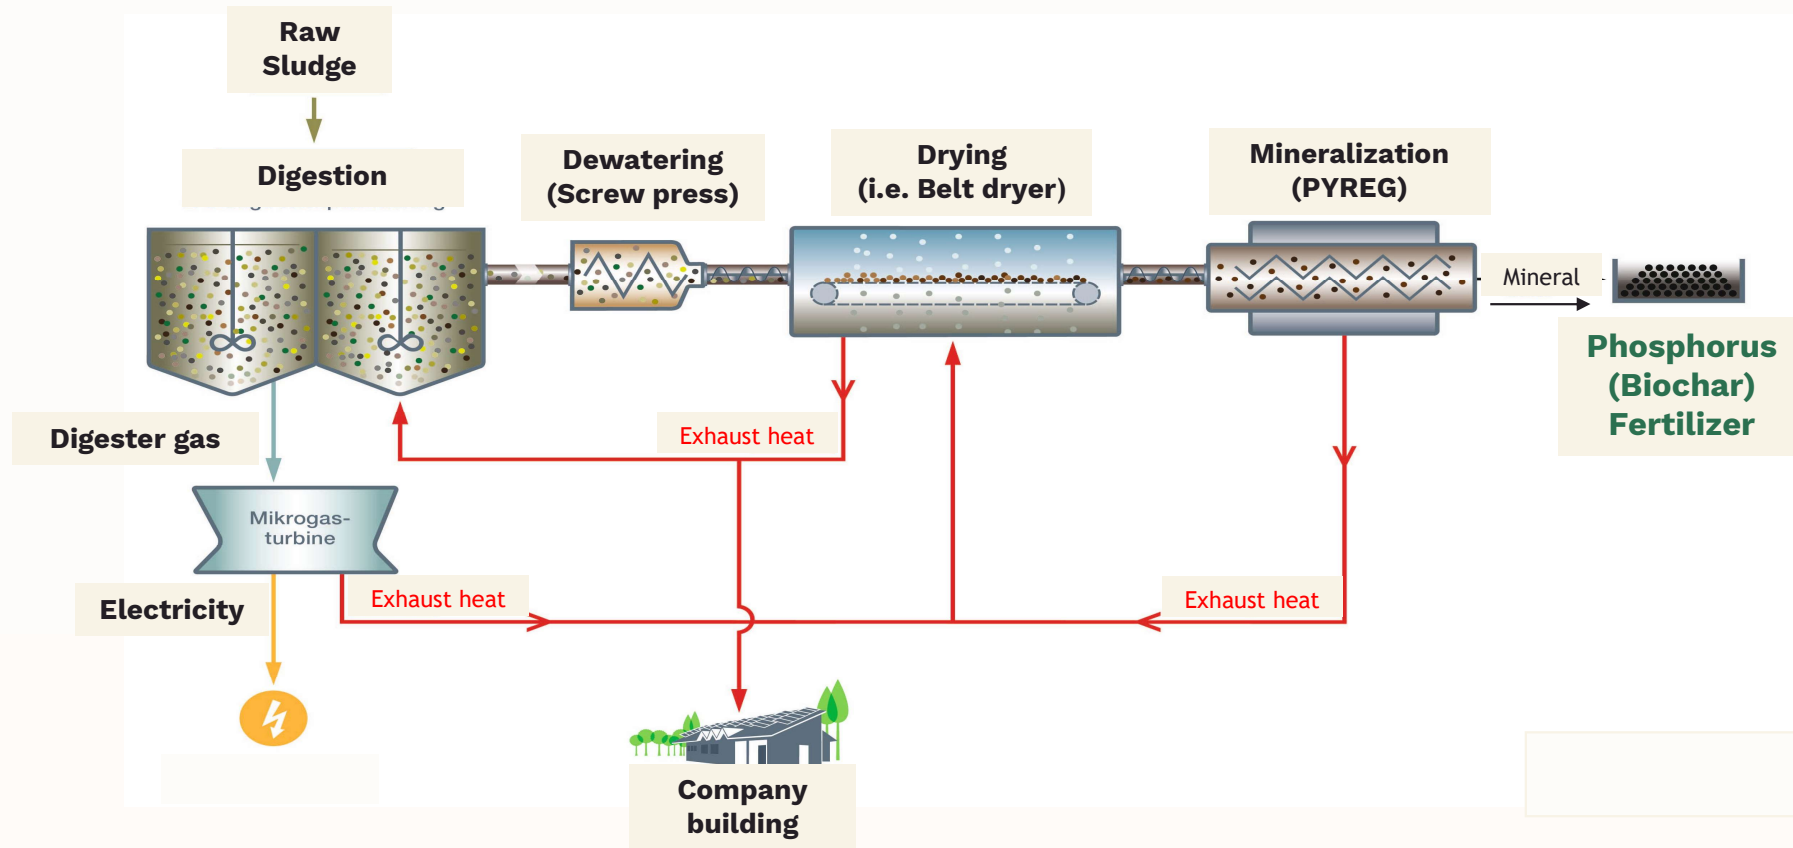 Raw
Sludge
Digestion
Dewatering
(Screw press)
Drying
(i.e. Belt dryer)
Mineralization
(PYREG)
Mineral
Phosphorus
(Biochar)
Fertilizer
Digester gas
Exhaust heat
Mikrogas-
turbine
Electricity
Exhaust heat
Exhaust heat
Company
building